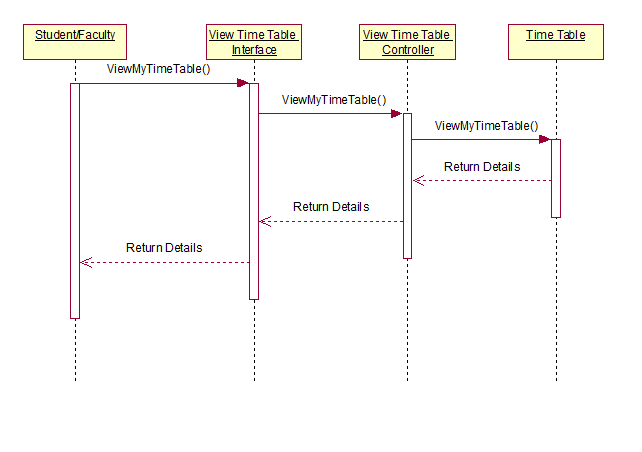 Student/Faculty
View Time Table
Interface
View Time Table
Controller
Time Table
ViewMyTimeTable()
ViewMyTimeTable()
ViewMyTimeTable()
Return Details
Return Details
Return Details